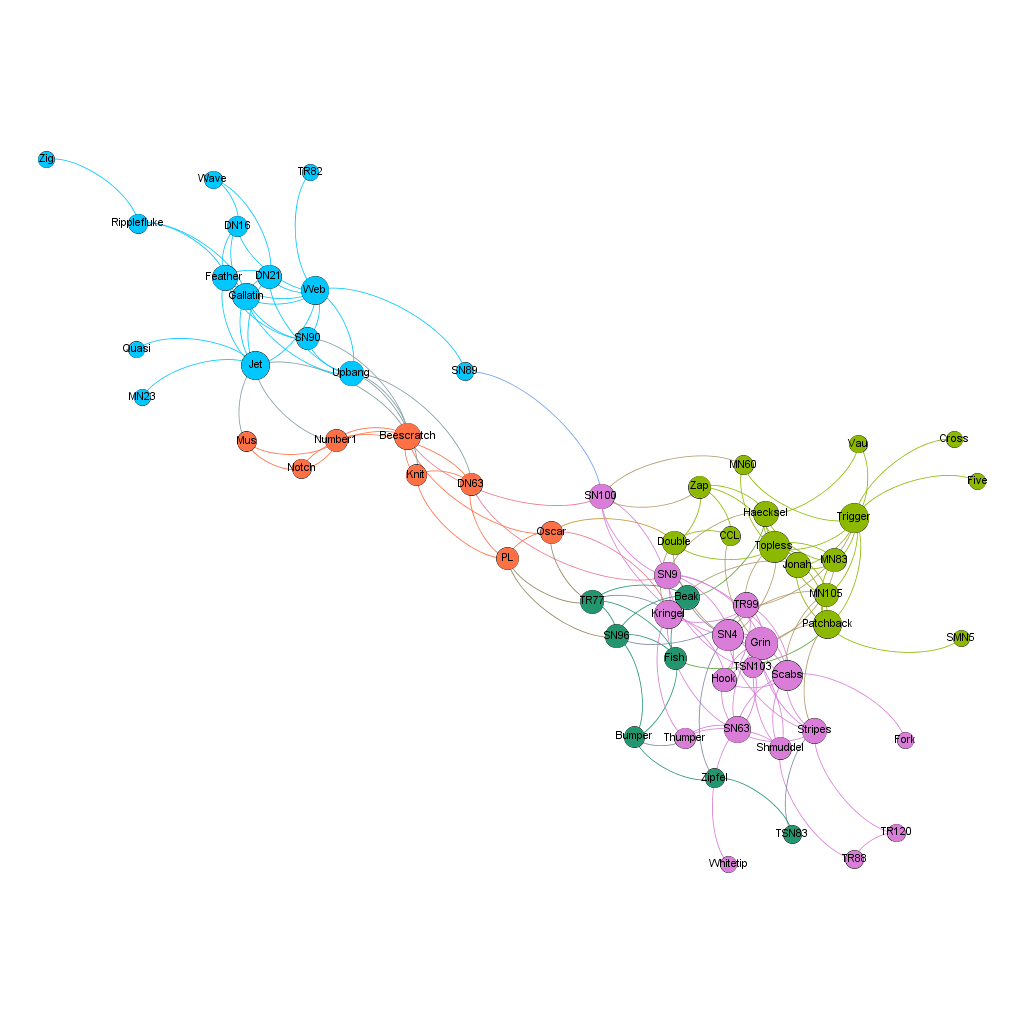 Zig
Wave
TR82
Ripplefluke
DN16
Feather
DN21
Gallatin
Web
SN90
Quasi
Jet
Upbang
SN89
MN23
Mus
Number1
Beescratch
Notch
Knit
DN63
Vau
Cross
MN60
Five
Zap
SN100
Haecksel
Trigger
Oscar
CCL
Double
Topless
PL
MN83
Jonah
SN9
MN105
Beak
TR77
TR99
Kringel
Patchback
SN96
SN4
Grin
SMN5
Fish
TSN103
Hook
Scabs
SN63
Stripes
Bumper
Thumper
Fork
Shmuddel
Zipfel
TSN83
TR120
Whitetip
TR88